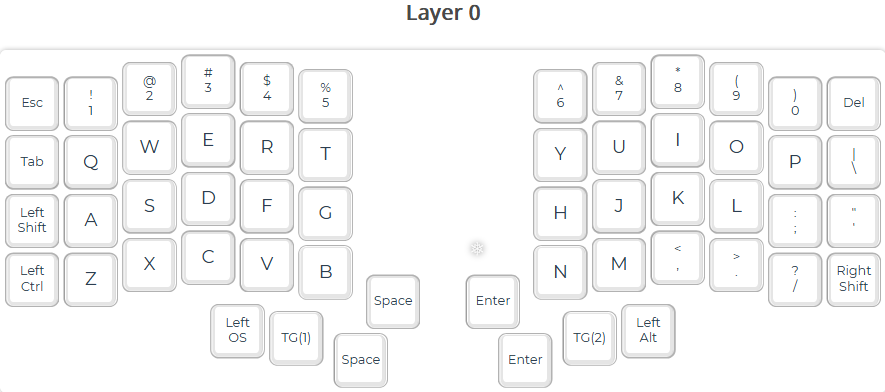 Layer 0
Esc
!
1
@
2
#
3
$
4
%
5
^
6
&
7
*
8
(
9
)
0
Del
Tab
Q
W
E
R
T
Y
U
I
O
P
|
\
Left
Shift
A
S
D
F
G
H
J
K
L
:
;
"
'
Left
Ctrl
Z
X
C
V
B
N
M
<
,
>
.
?
/
Right
Shift
Space
Enter
Left
OS
TG(1)
Space
Enter
TG(2)
Left
Alt